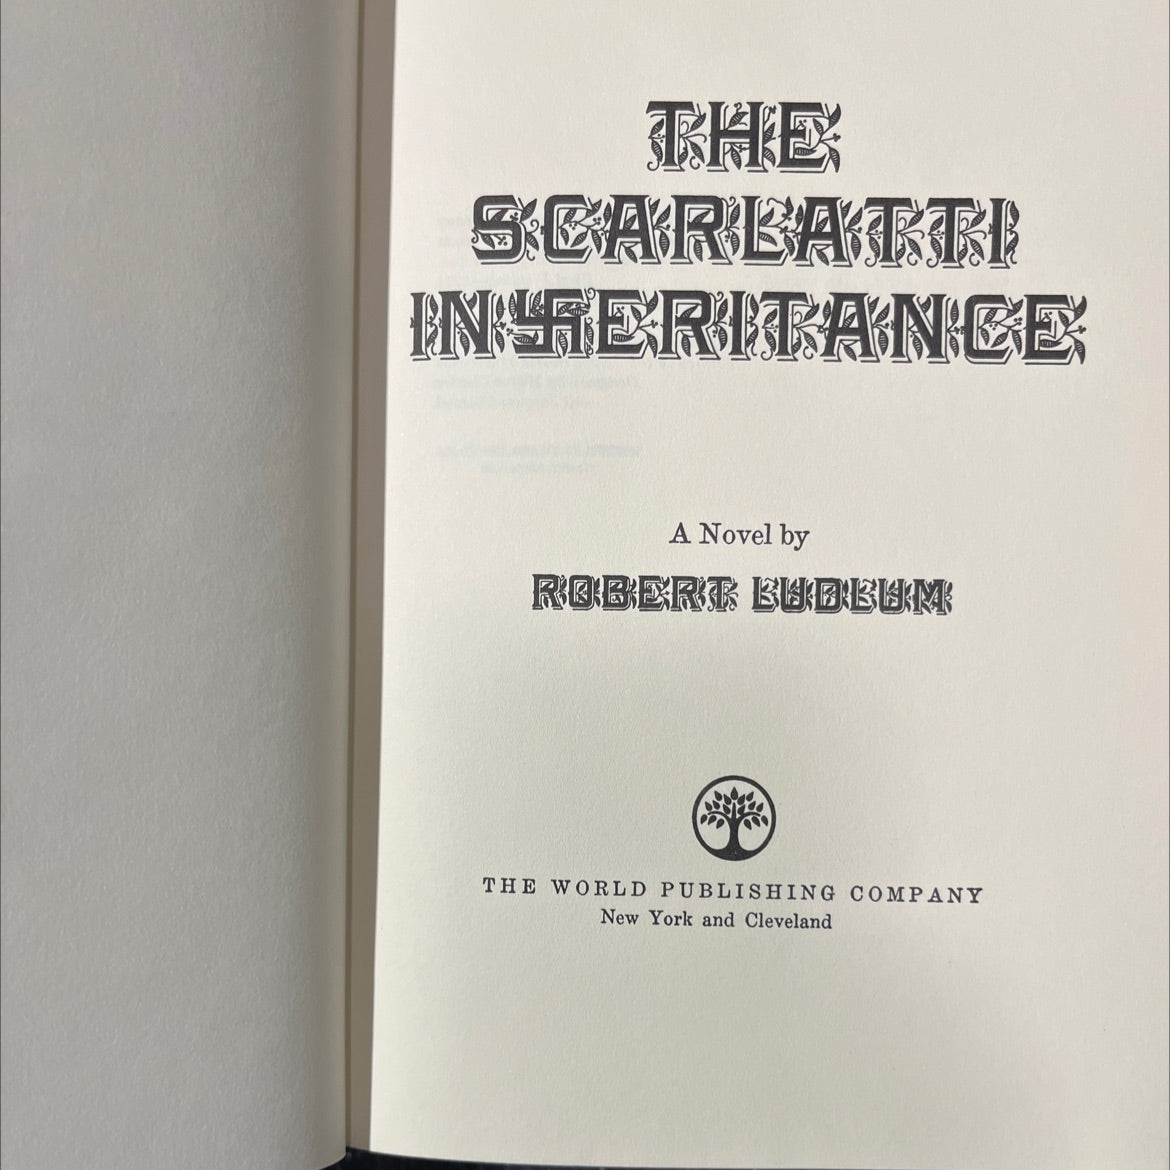 THE
SCARLATTI
INHERITANCE
A Novel by
ROBERT LUDLUM
THE WORLD PUBLISHING COMPANY
New York and Cleveland